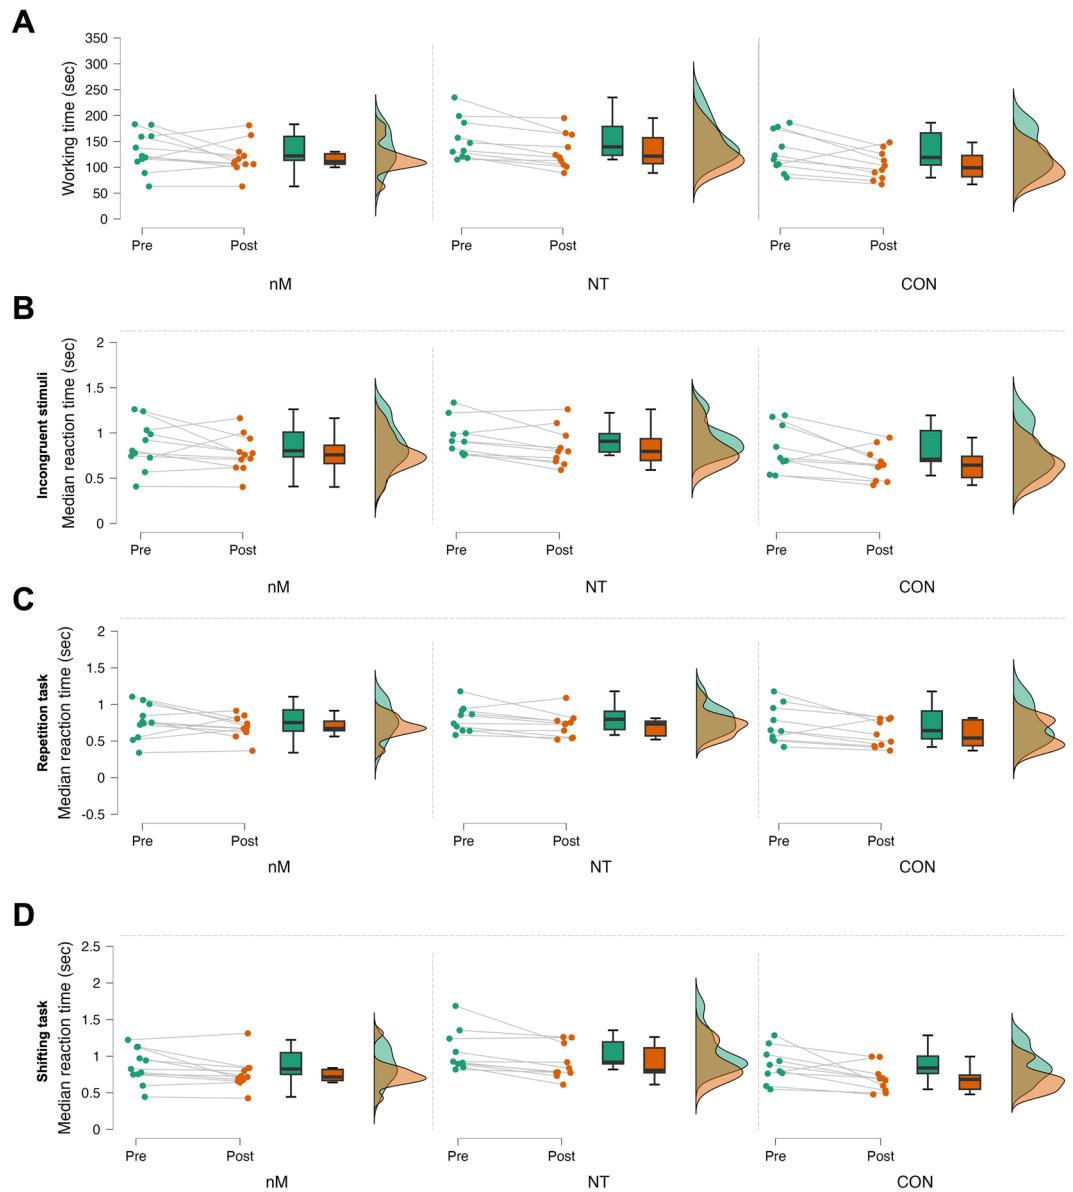 A
Working time (sec)
350
300
250
200
150
100
50
0
Pre
Post
Pre
Post
Pre
Post
nM
NT
CON
B
Incongruent stimuli
Median reaction time (sec)
2
1.5
1
0.5
0
Pre
Post
Pre
Post
Pre
Post
nM
NT
CON
C
Repetition task
Median reaction time (sec)
2
1.5
1
0.5
0
-0.5
Pre
Post
Pre
Post
Pre
Post
nM
NT
CON
D
Shifting task
Median reaction time (sec)
2.5
2
1.5
1
0.5
0
Pre
Post
Pre
Post
Pre
Post
nM
NT
CON